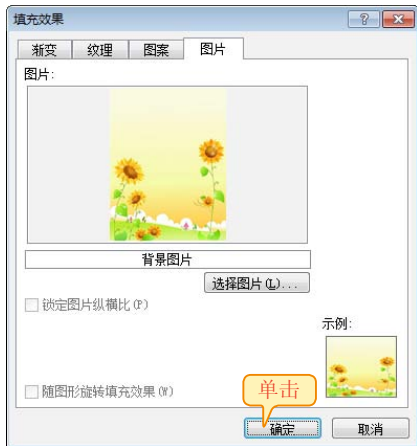 填充效果
渐变 纹理 图案 图片
图片:
背景图片
选择图片(L)...
锁定图片纵横比(P)
示例:
随图形旋转填充效果(W)
单击
确定 取消